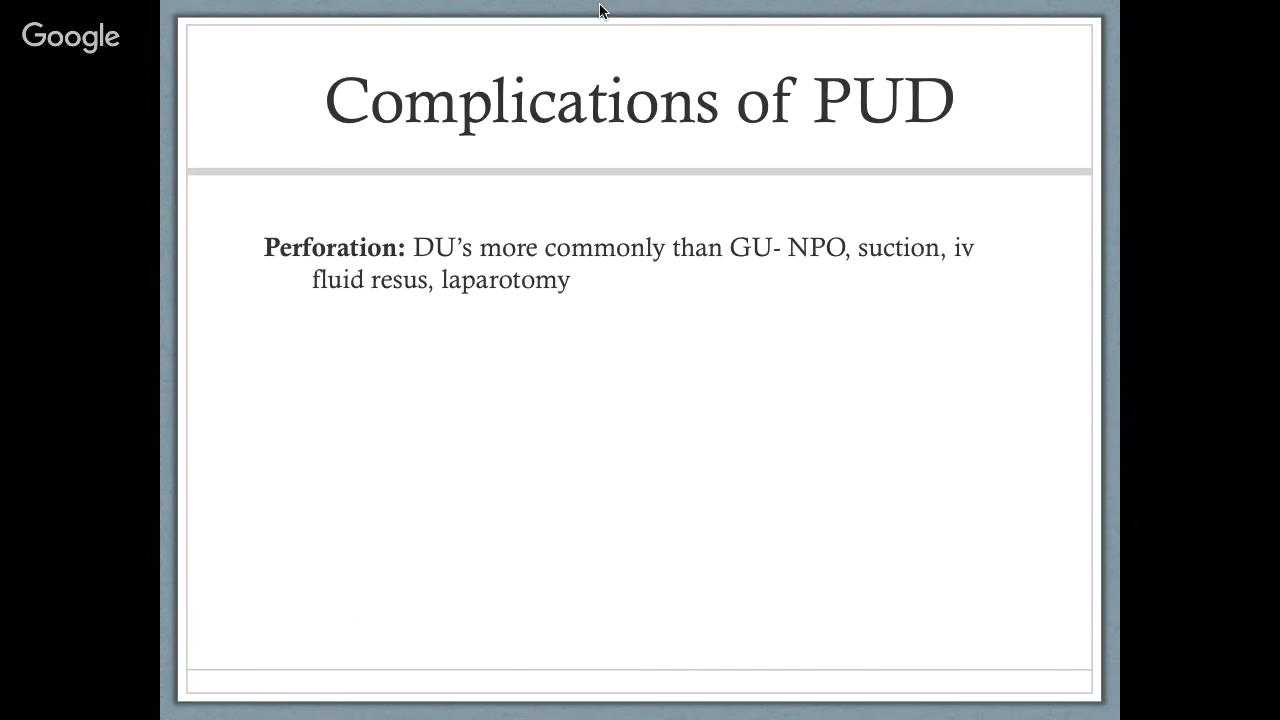 Google
Complications of PUD
Perforation: DU’s more commonly than GU- NPO, suction, iv
fluid resus, laparotomy